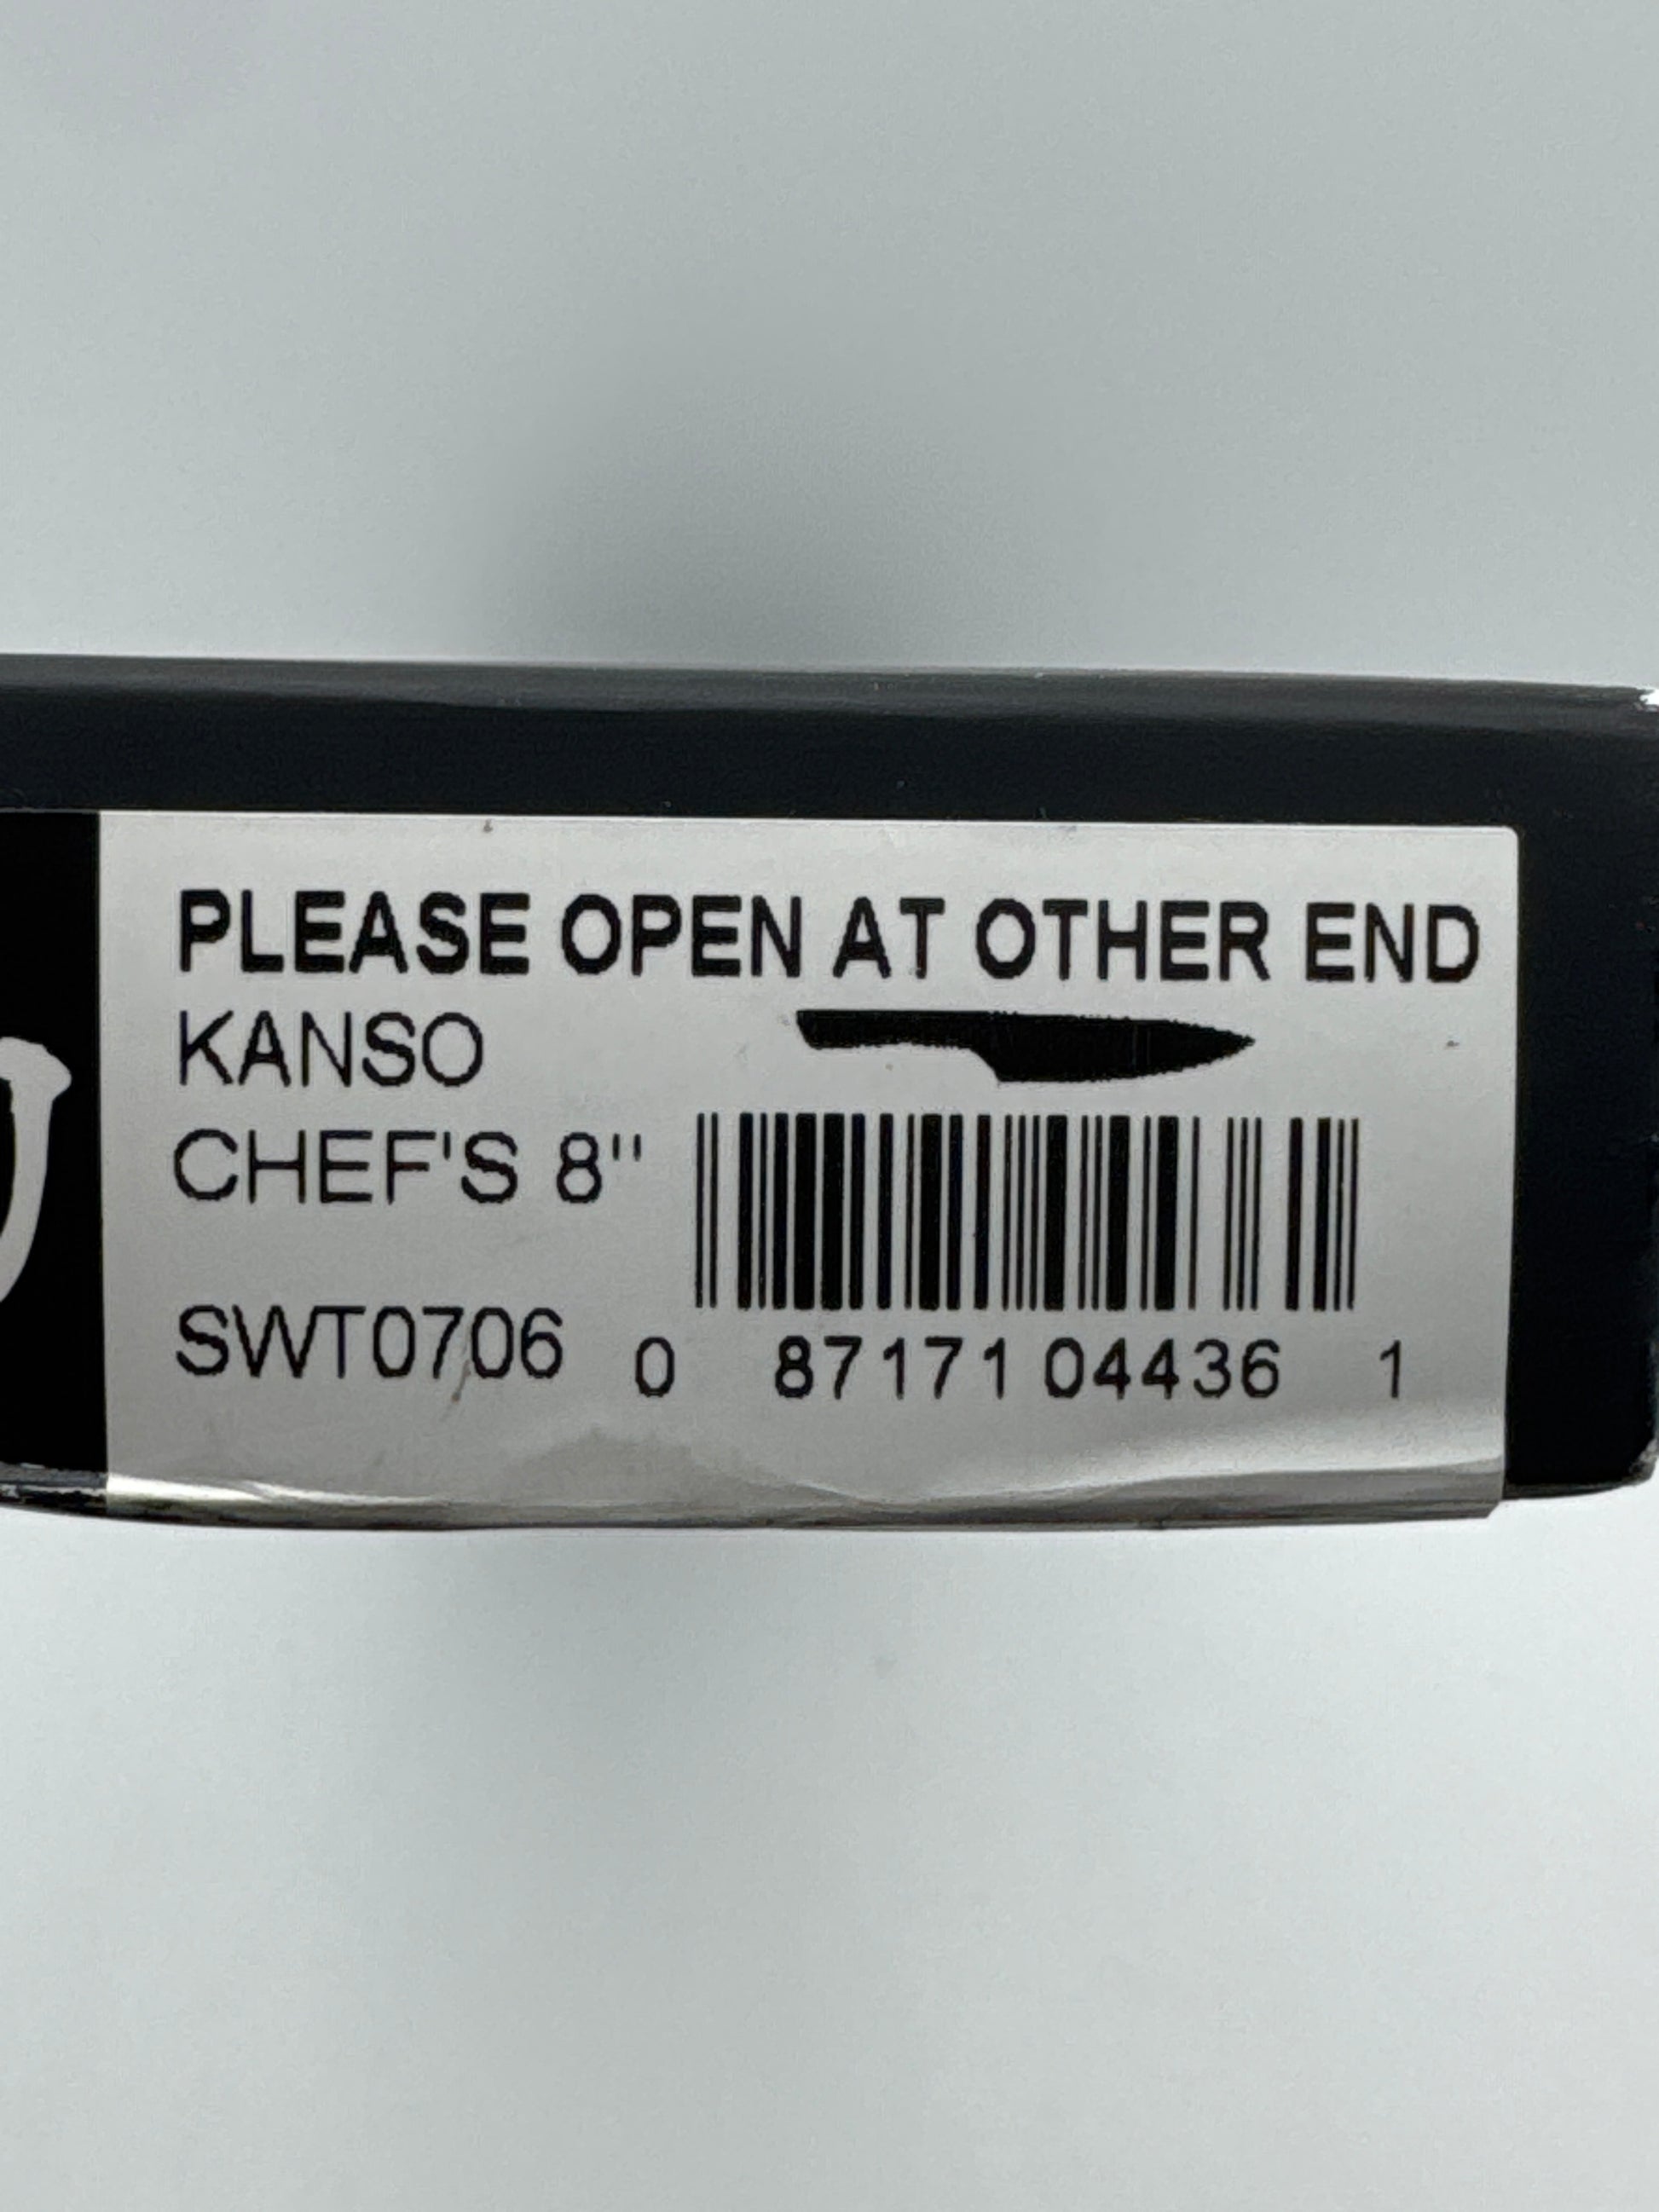 PLEASE OPEN AT OTHER END
KANSO
CHEF'S 8"
SWT0706
0 87171 04436 1